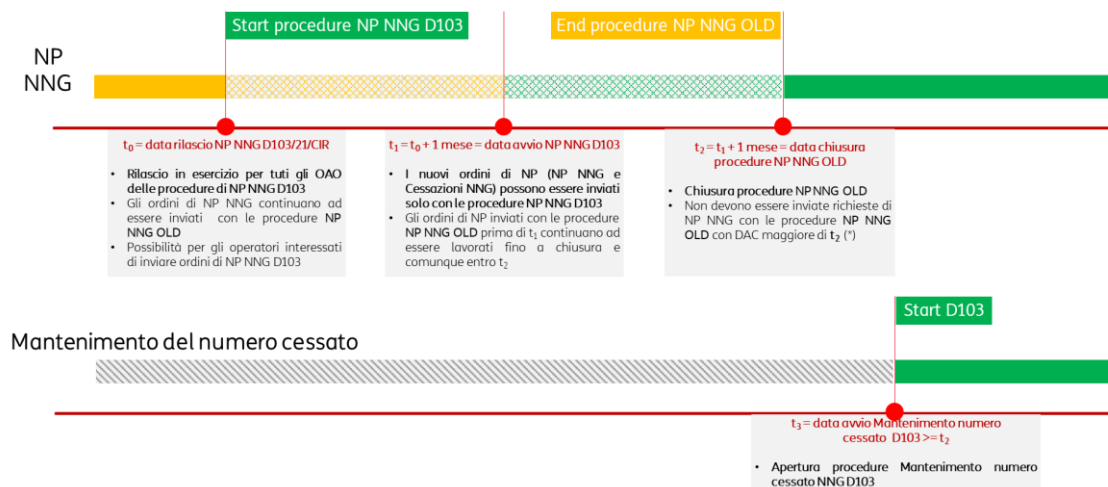 Start procedure NP NNG D103
End procedure NP NNG OLD
NP
NNG
t₀ = data rilascio NP NNG D103/21/CIR
• Rilascio in esercizio per tuti gli OAO
delle procedure di NP NNG D103
• Gli ordini di NNG continuano ad
essere inviati con le procedure NP
NNG OLD
• Possibilità per gli operatori interessati
di inviare ordini di NP NNG D103
t₁ = t₀ + 1 mese = data avvio NP NNG D103
• I nuovi ordini di NP (NP NNG e
Cessazioni NNG) possono essere inviati
solo con le procedure NP NNG D103
• Gli ordini di NP inviati con le procedure
NP NNG OLD prima di t₁ continuano ad
essere lavorati fino a chiusura e
comunque entro t₂
t₂ = t₁ + 1 mese = data chiusura
procedure NP NNG OLD
• Chiusura procedure NP NNG OLD
• Non devono essere inviate richieste di
NP NNG con le procedure NP NNG
OLD con DAC maggiore di t₂ (*)
Start D103
Mantenimento del numero cessato
t₃ = data avvio Mantenimento numero
cessato D103 >= t₂
• Apertura procedure Mantenimento numero
cessato NNG D103